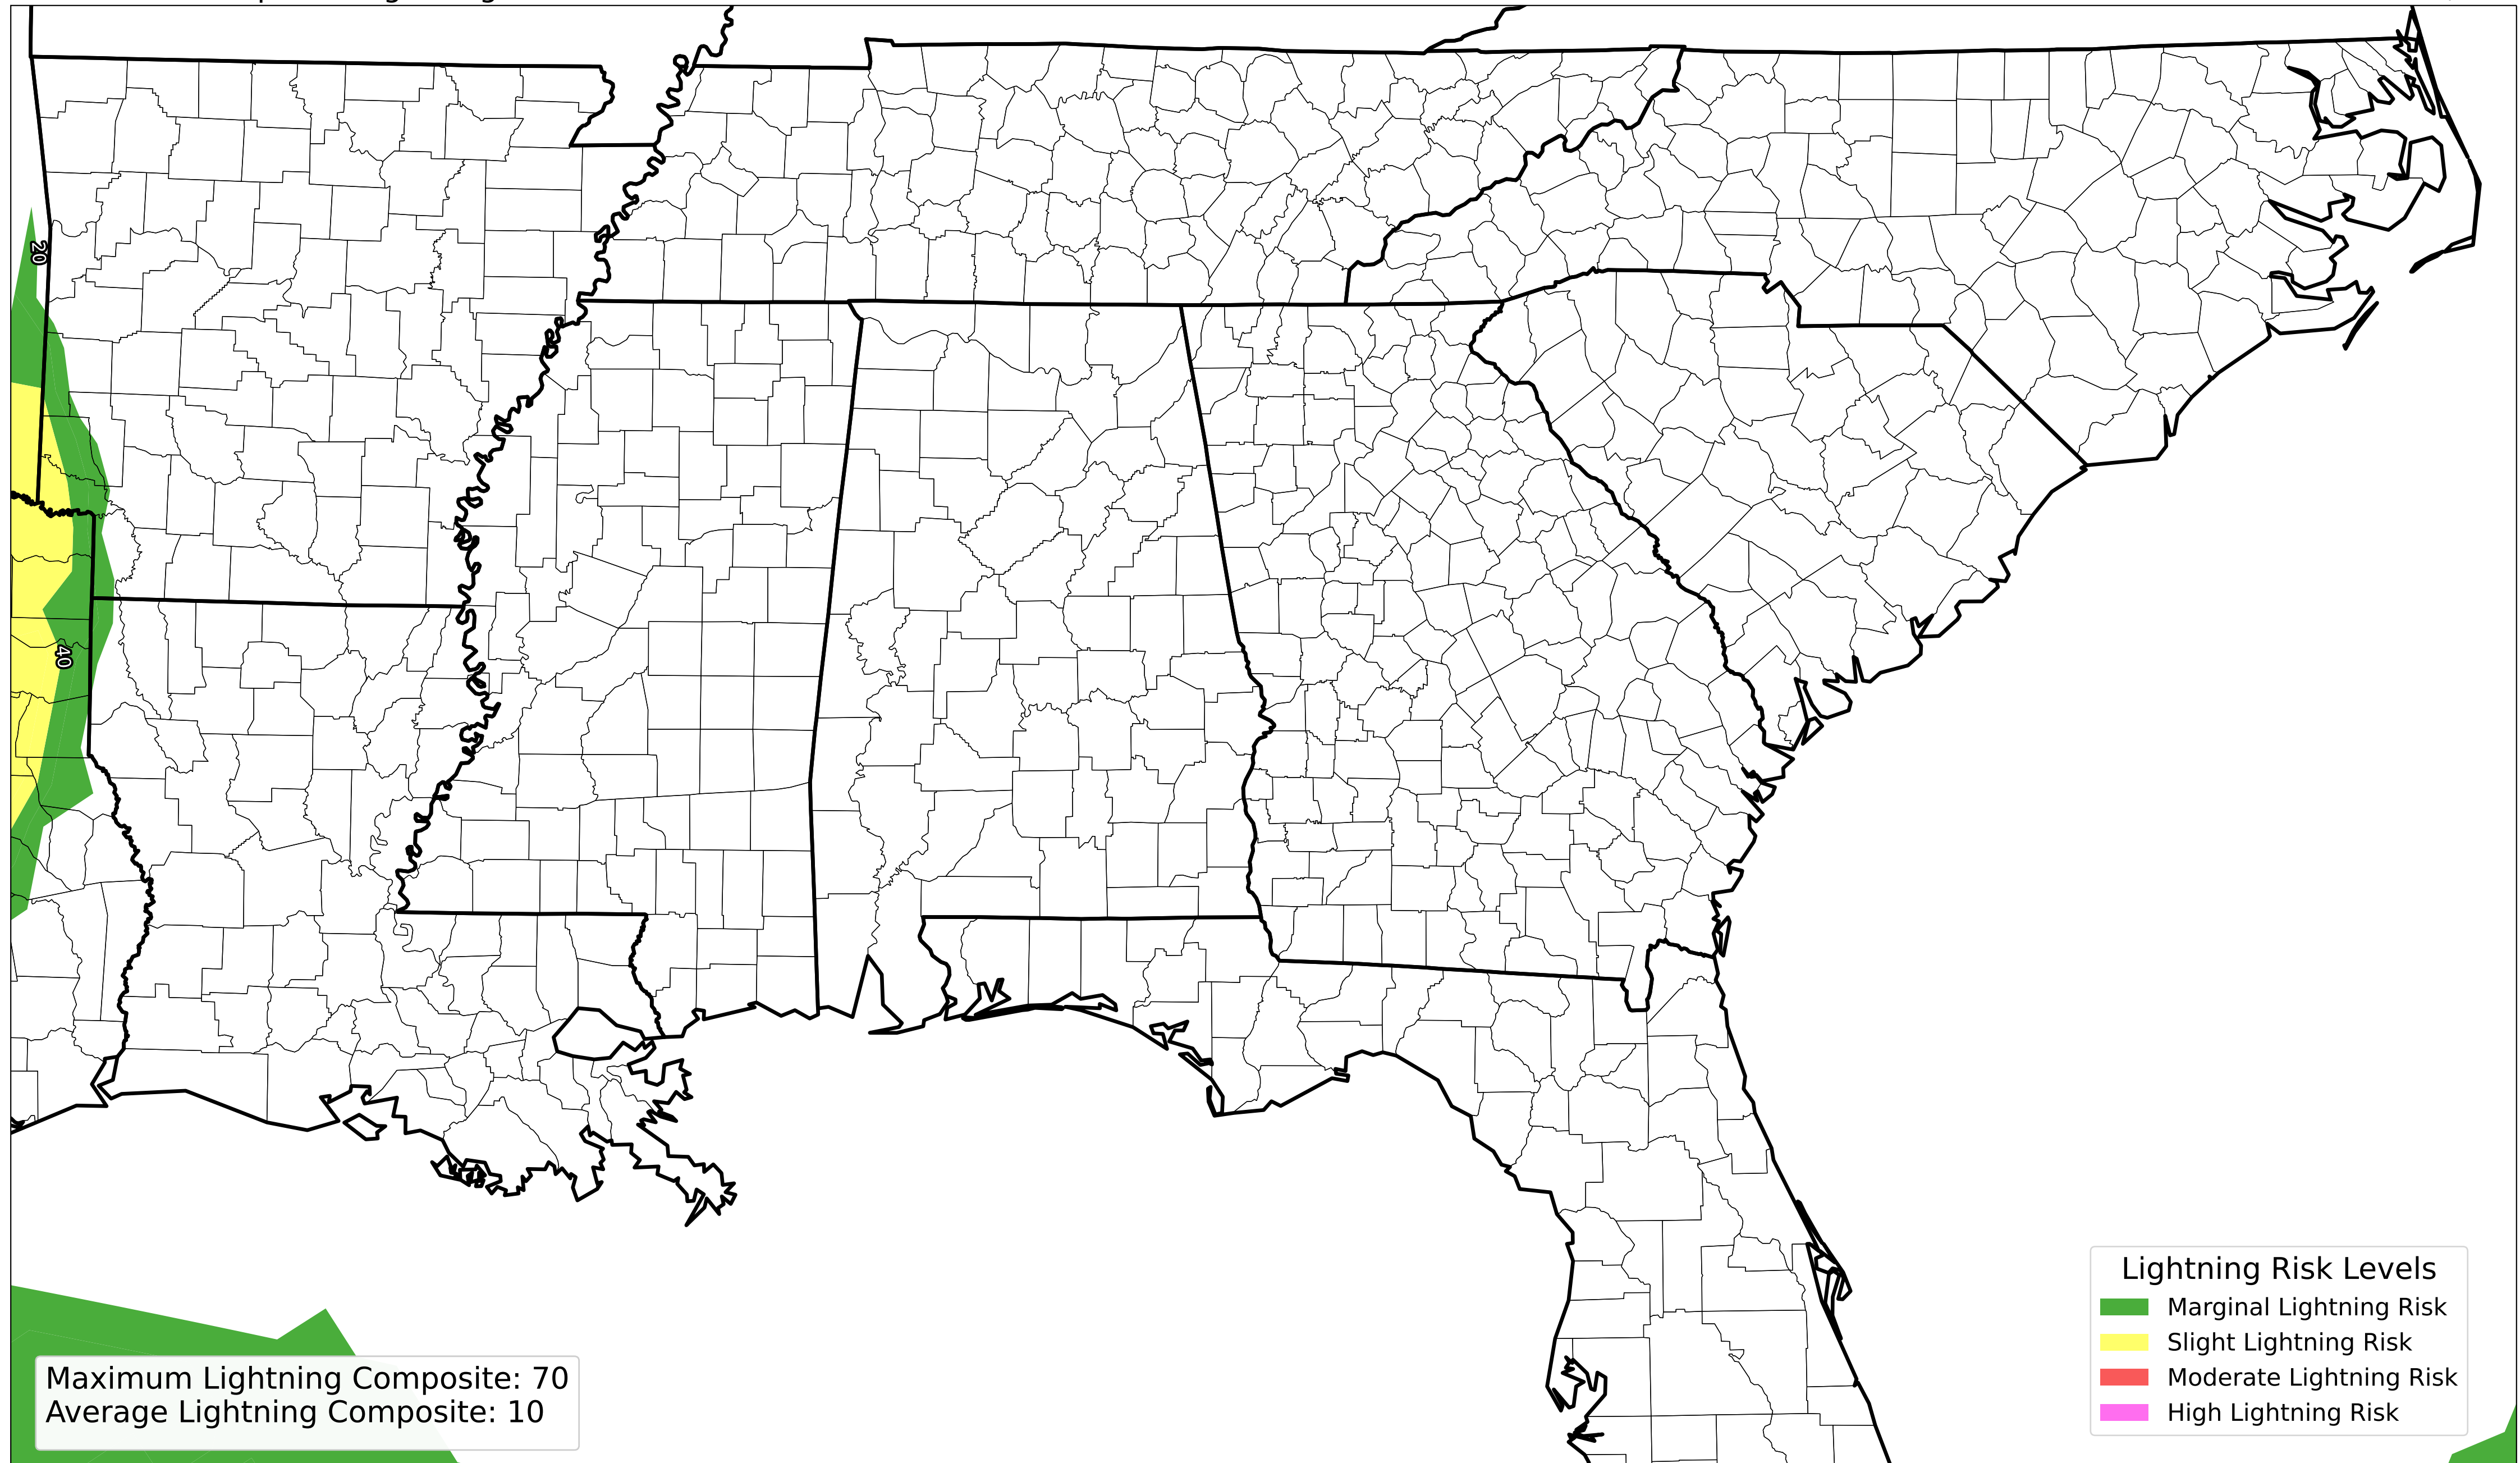 20
40
Maximum Lightning Composite: 70
Average Lightning Composite: 10
Lightning Risk Levels
Marginal Lightning Risk
Slight Lightning Risk
Moderate Lightning Risk
High Lightning Risk